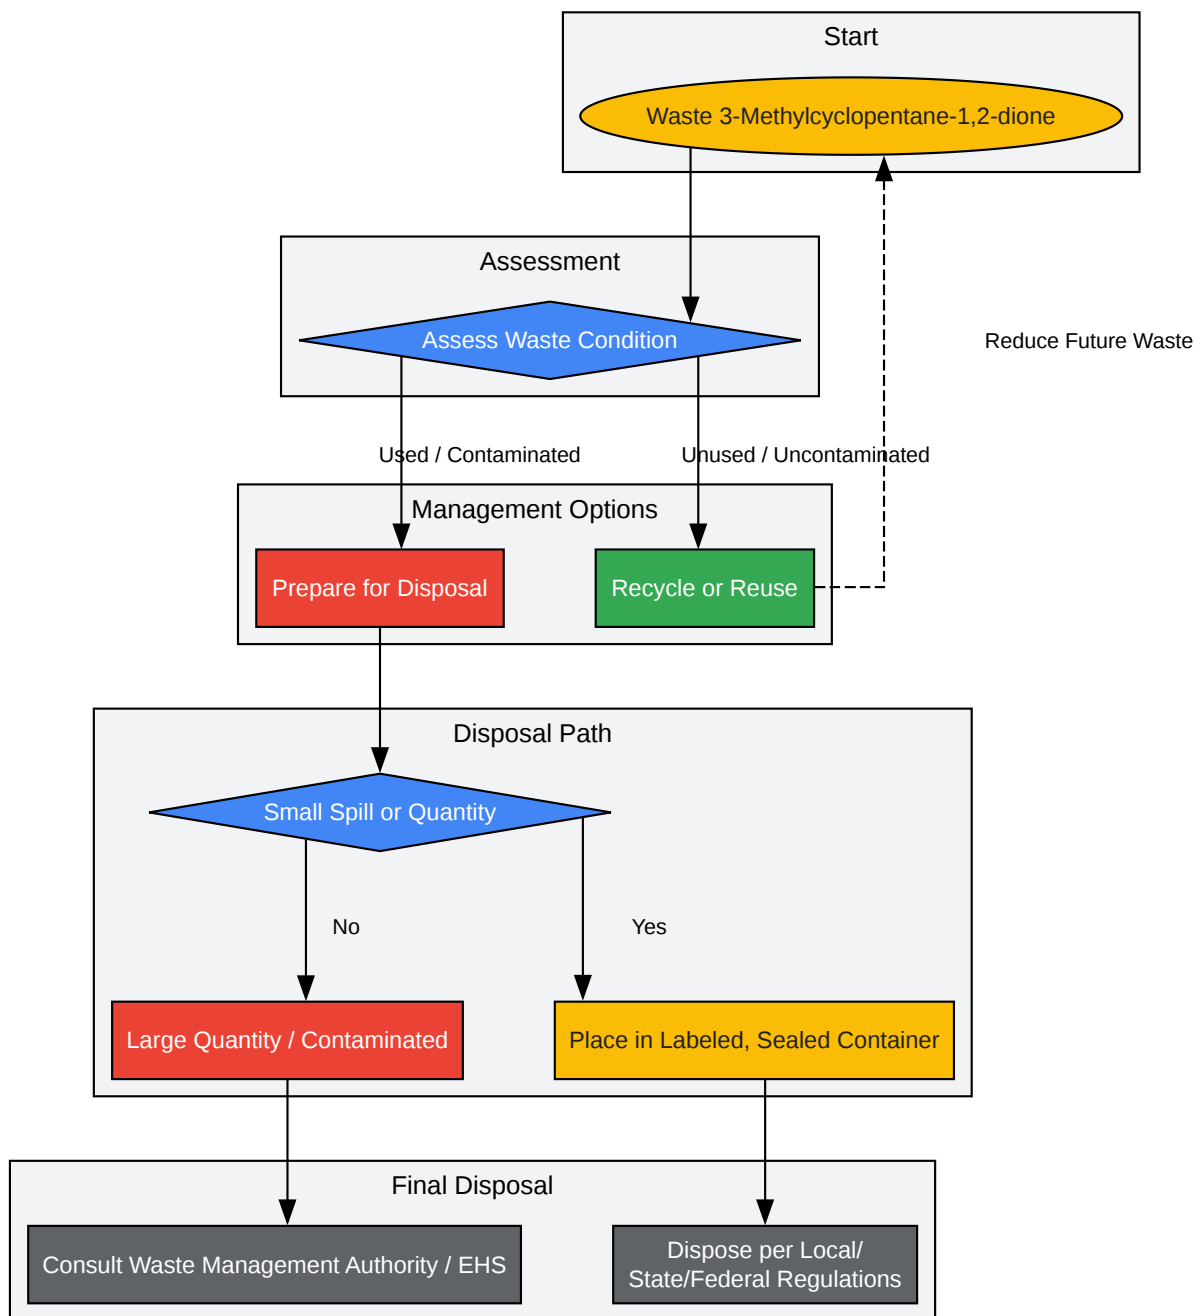 Start
Waste 3-Methylcyclopentane-1,2-dione
Assessment
Assess Waste Condition
Reduce Future Waste
Used / Contaminated
Unused / Uncontaminated
Management Options
Prepare for Disposal
Recycle or Reuse
Disposal Path
Small Spill or Quantity
No
Yes
Large Quantity / Contaminated
Place in Labeled, Sealed Container
Final Disposal
Consult Waste Management Authority / EHS
Dispose per Local/
State/Federal Regulations